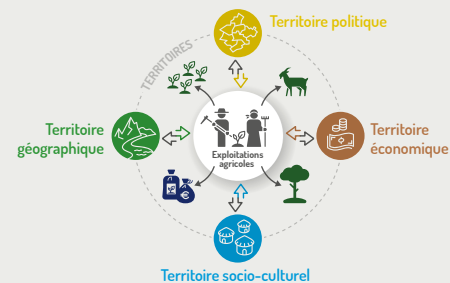 Territoire politique
TERRITOIRES
Territoire
géographique
Exploitations
agricoles
Territoire
économique
€
Territoire socio-culturel